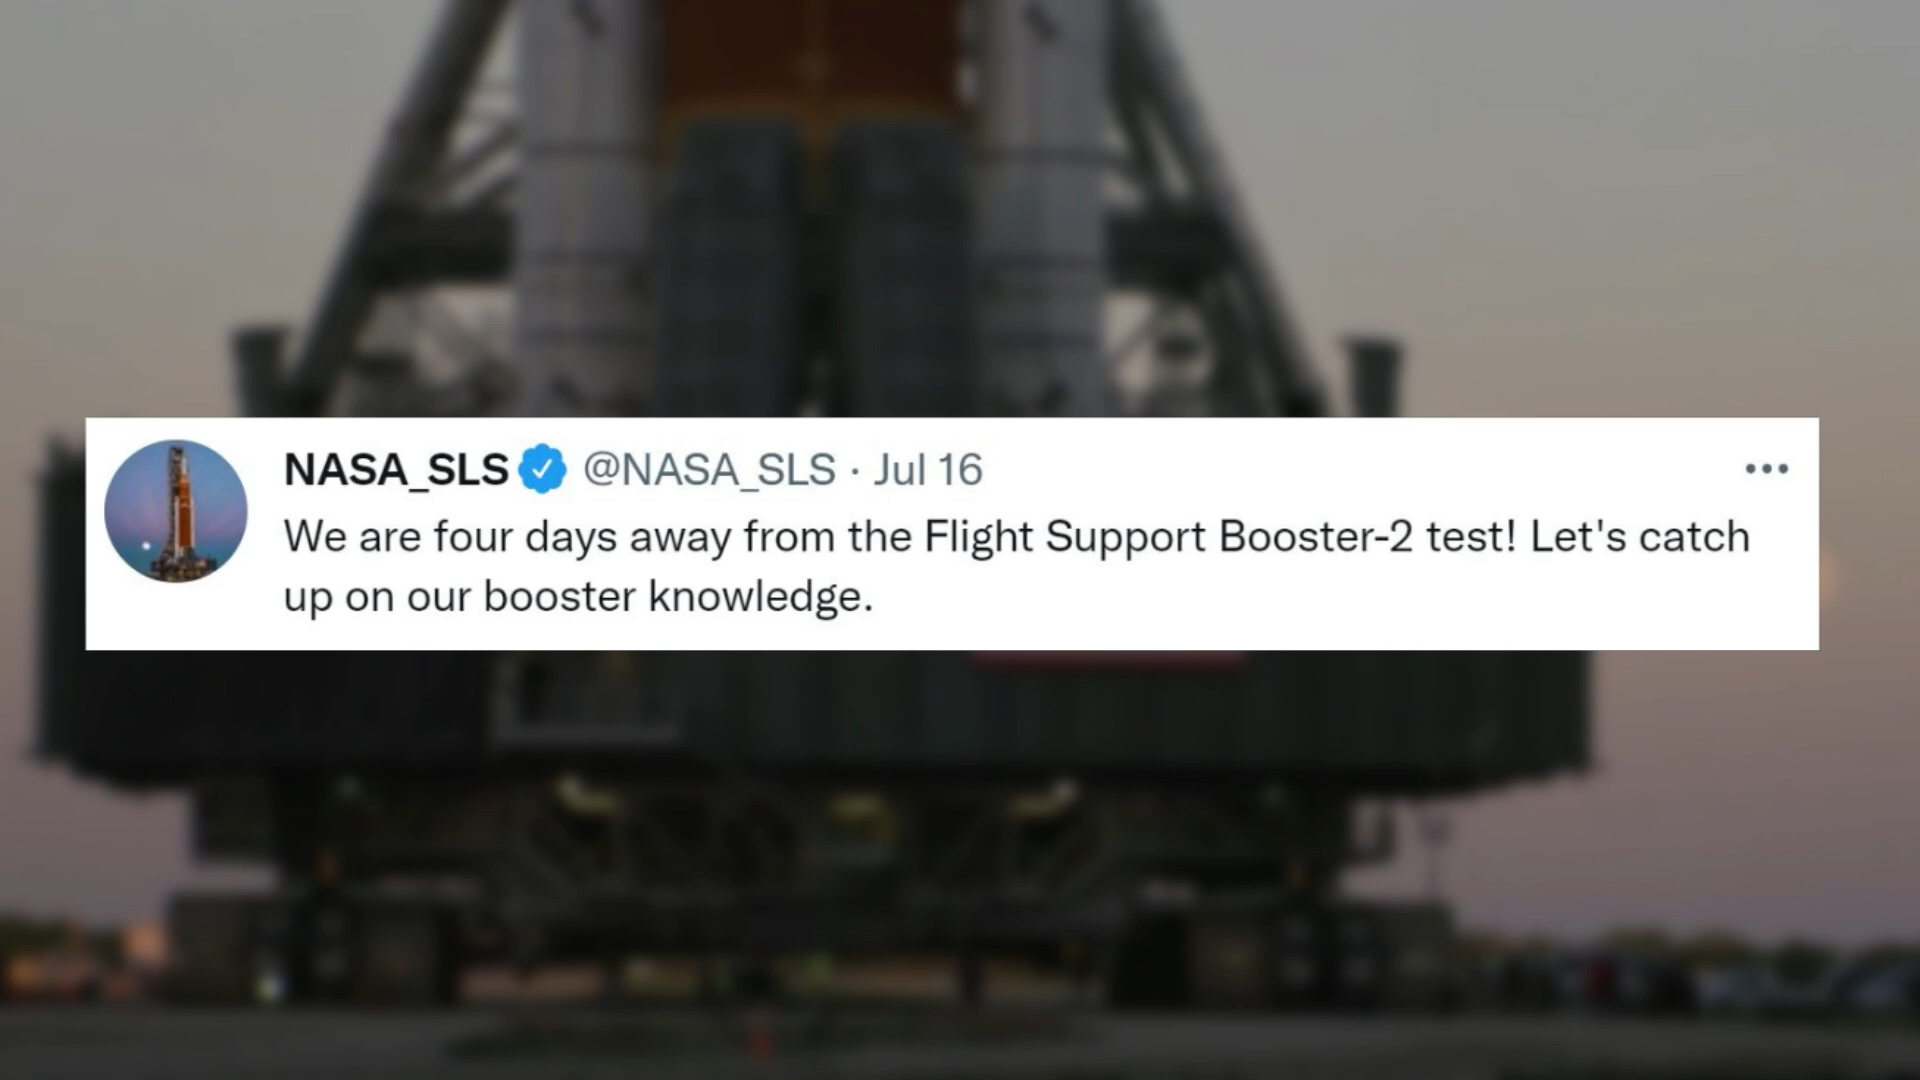 NASA_SLS @NASA_SLS · Jul 16
We are four days away from the Flight Support Booster-2 test! Let's catch
up on our booster knowledge.